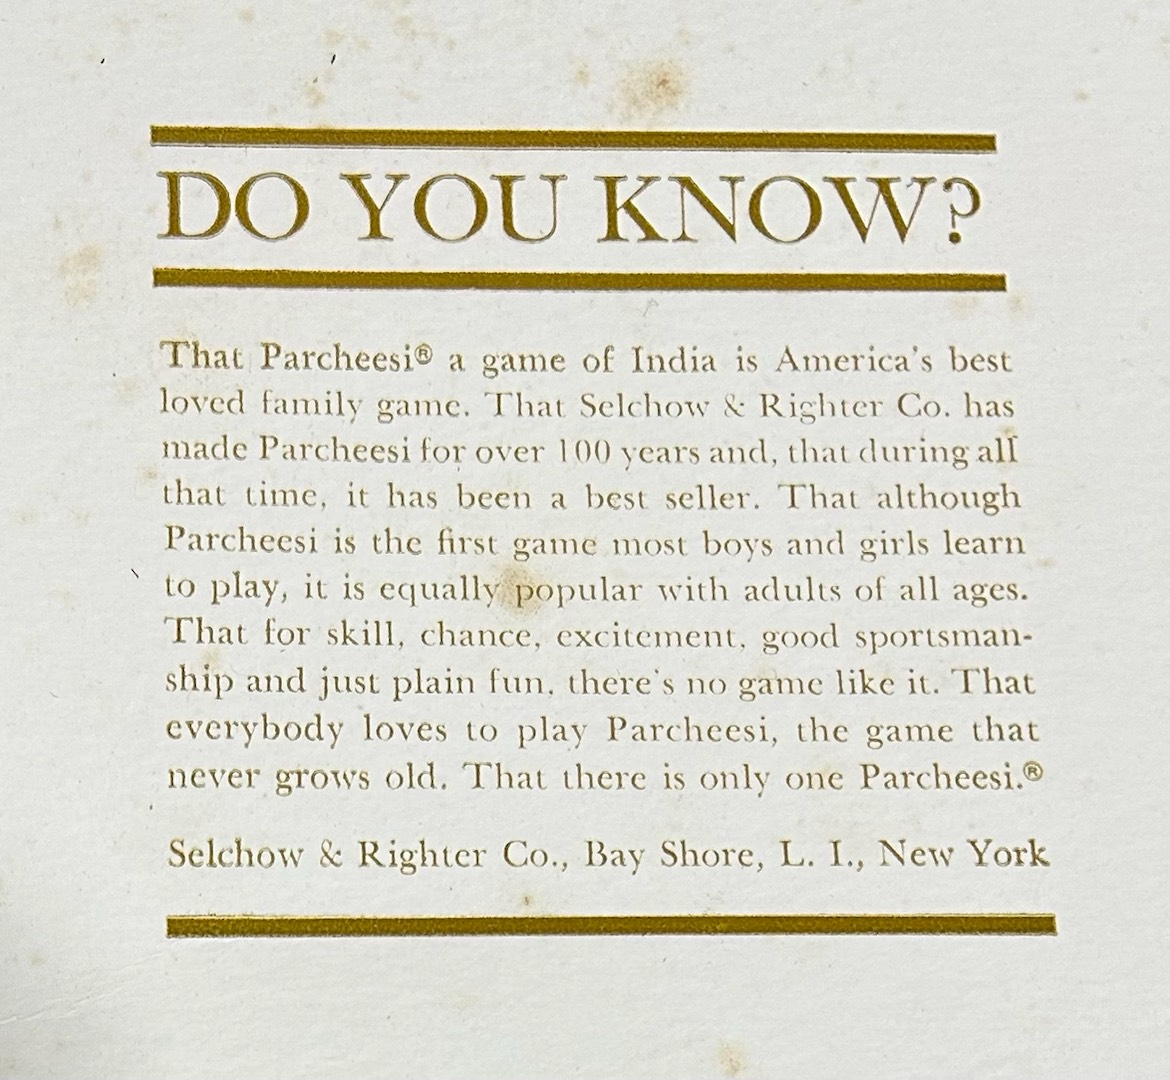 DO YOU KNOW?
That Parcheesi® a game of India is America's best
loved family game. That Selchow & Righter Co. has
made Parcheesi for over 100 years and, that during all
that time, it has been a best seller. That although
Parcheesi is the first game most boys and girls learn
to play, it is equally popular with adults of all ages.
That for skill, chance, excitement, good sportsman-
ship and just plain fun, there's no game like it. That
everybody loves to play Parcheesi, the game that
never grows old. That there is only one Parcheesi.®
Selchow & Righter Co., Bay Shore, L. I., New York